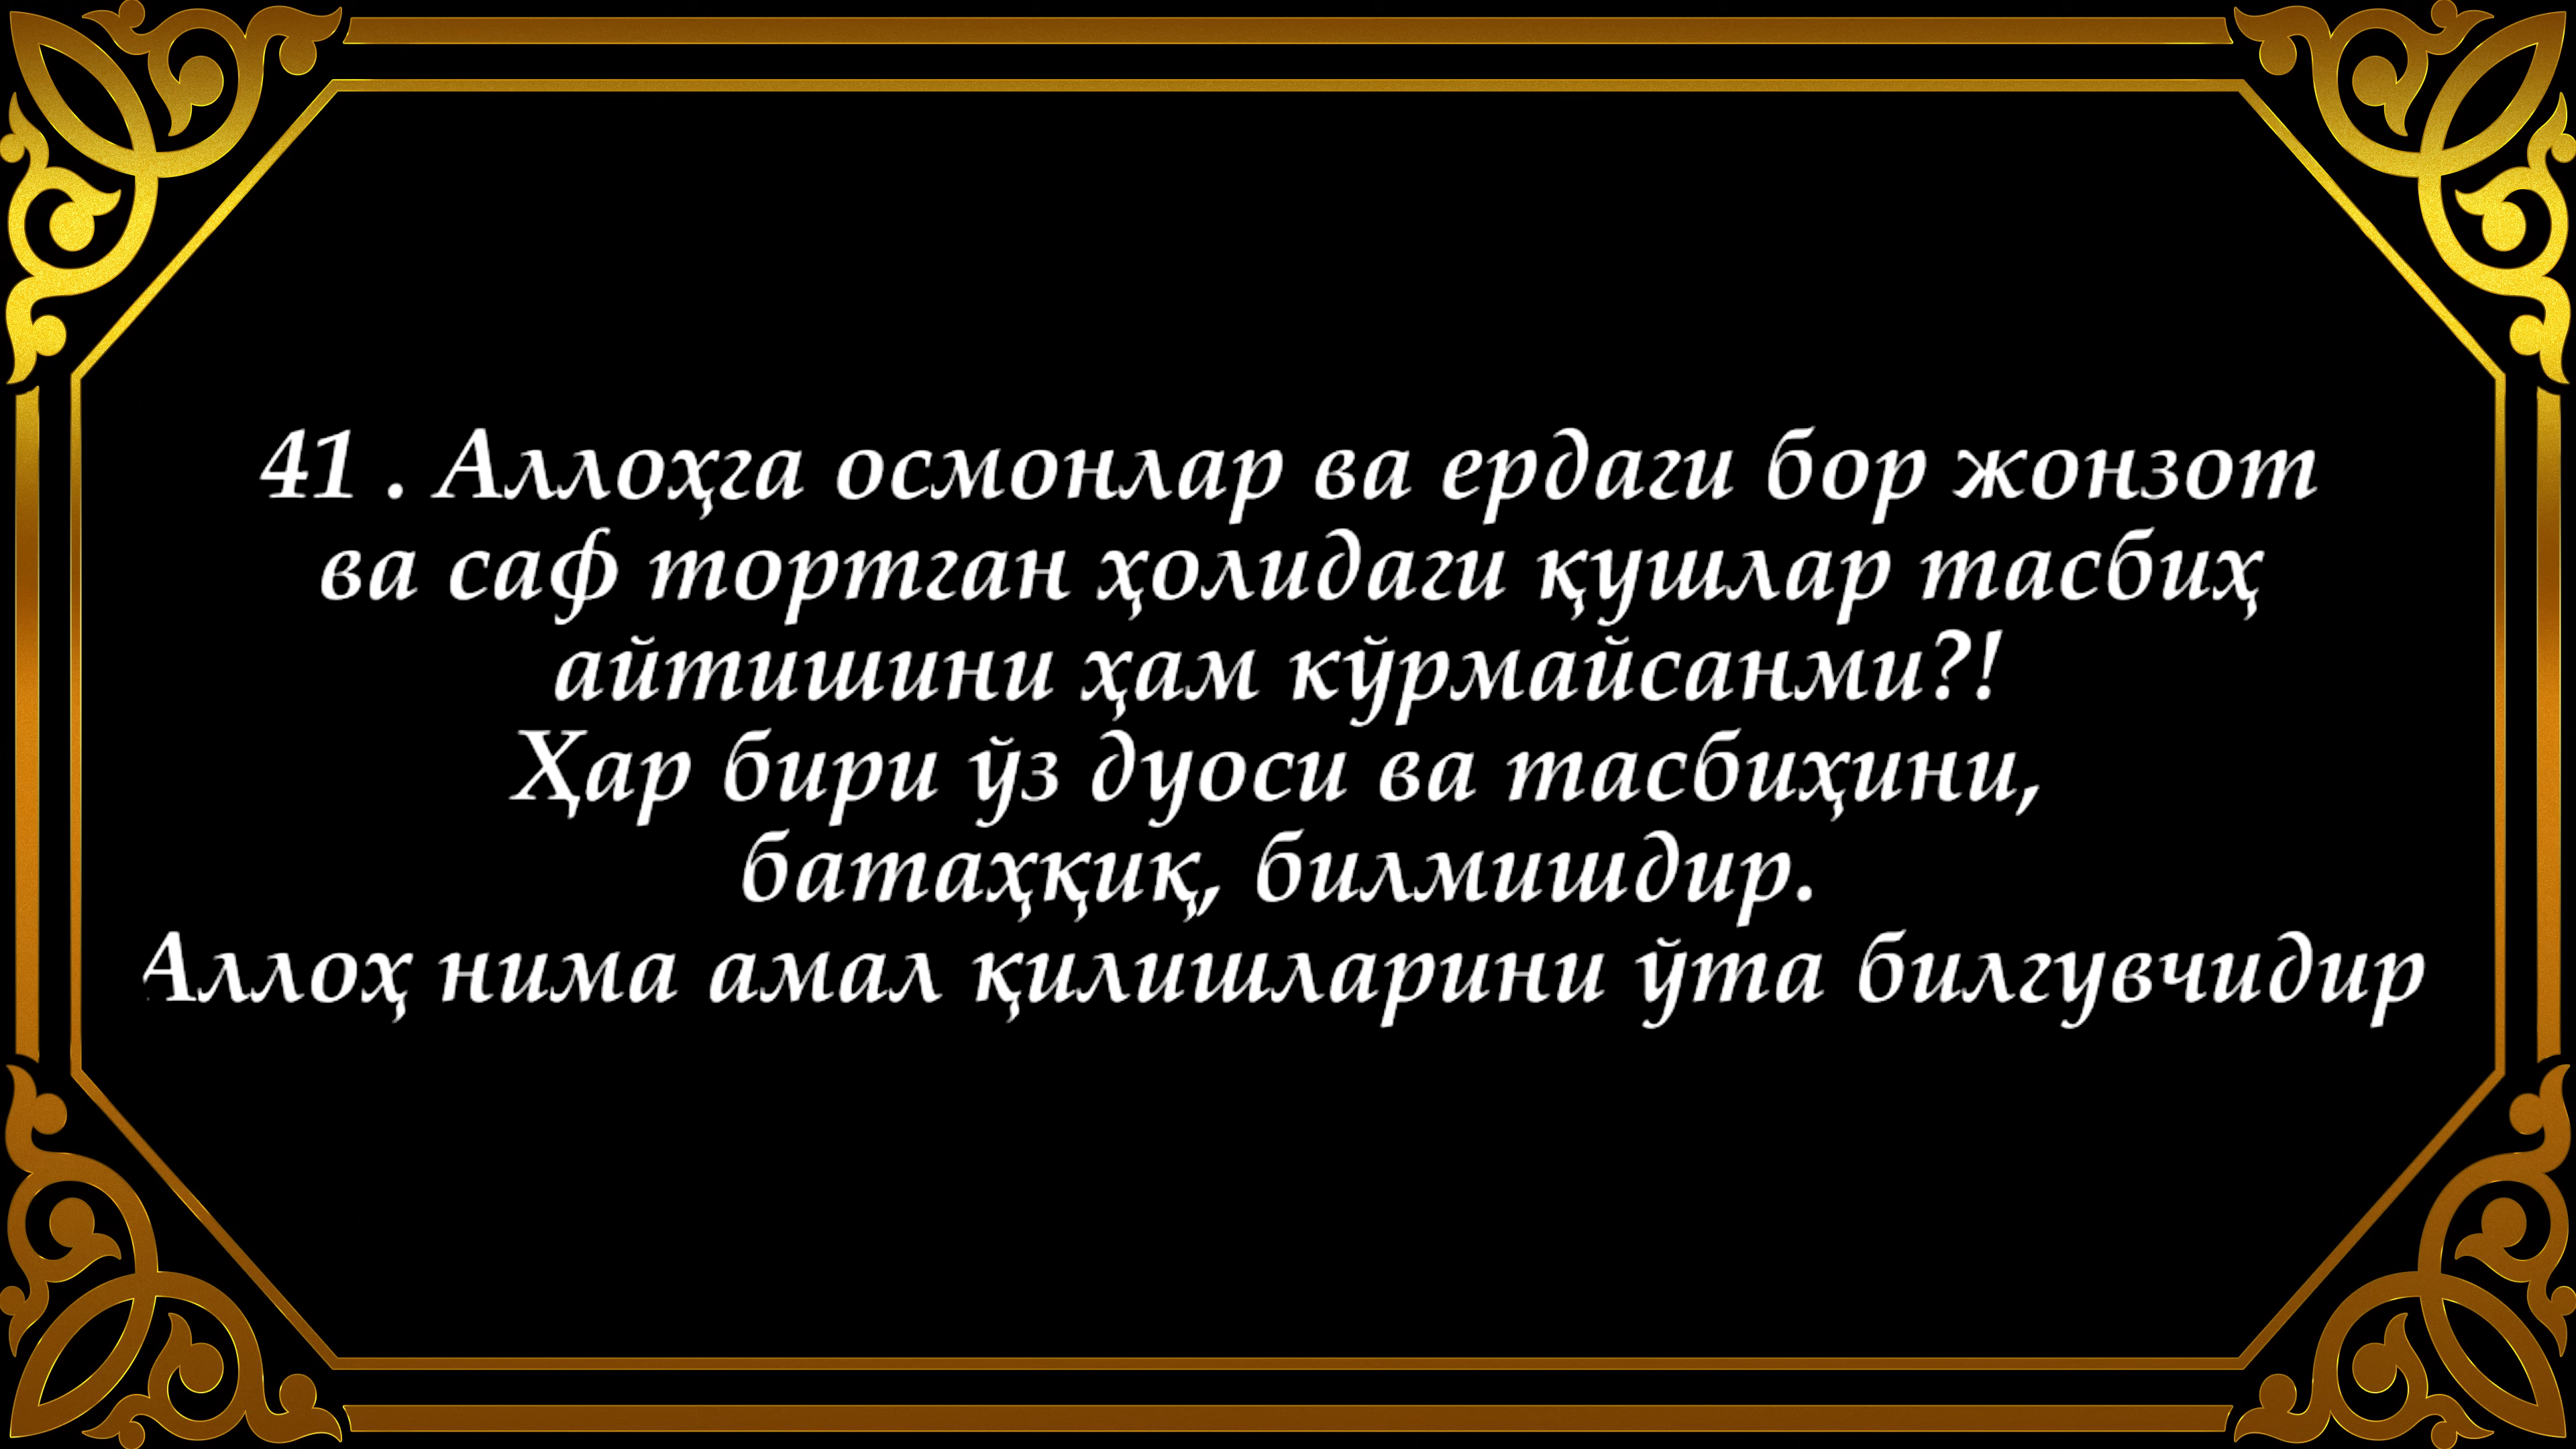 41 . Аллоҳга осмонлар ва ердаги бор жонзот
ва саф тортган ҳолидаги қушлар тасбиҳ
айтишини ҳам кўрмайсанми?!
Ҳар бири ўз дуоси ва тасбиҳини,
батаҳқиқ, билмишдир.
Аллоҳ нима амал қилишларини ўта билгувчидир